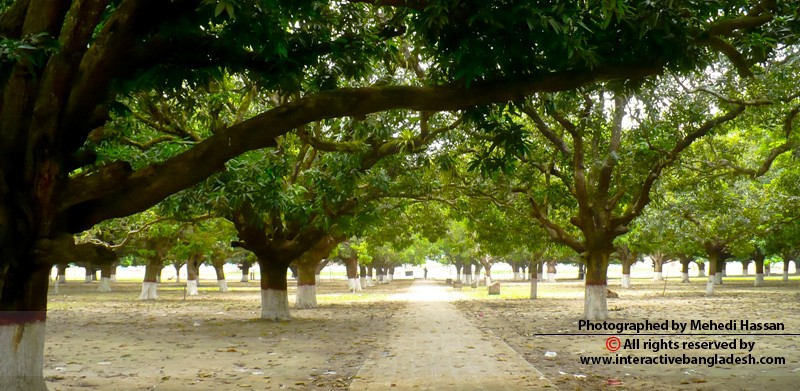 Photographed by Mehedi Hassan
© All rights reserved by
www.interactivebangladesh.com